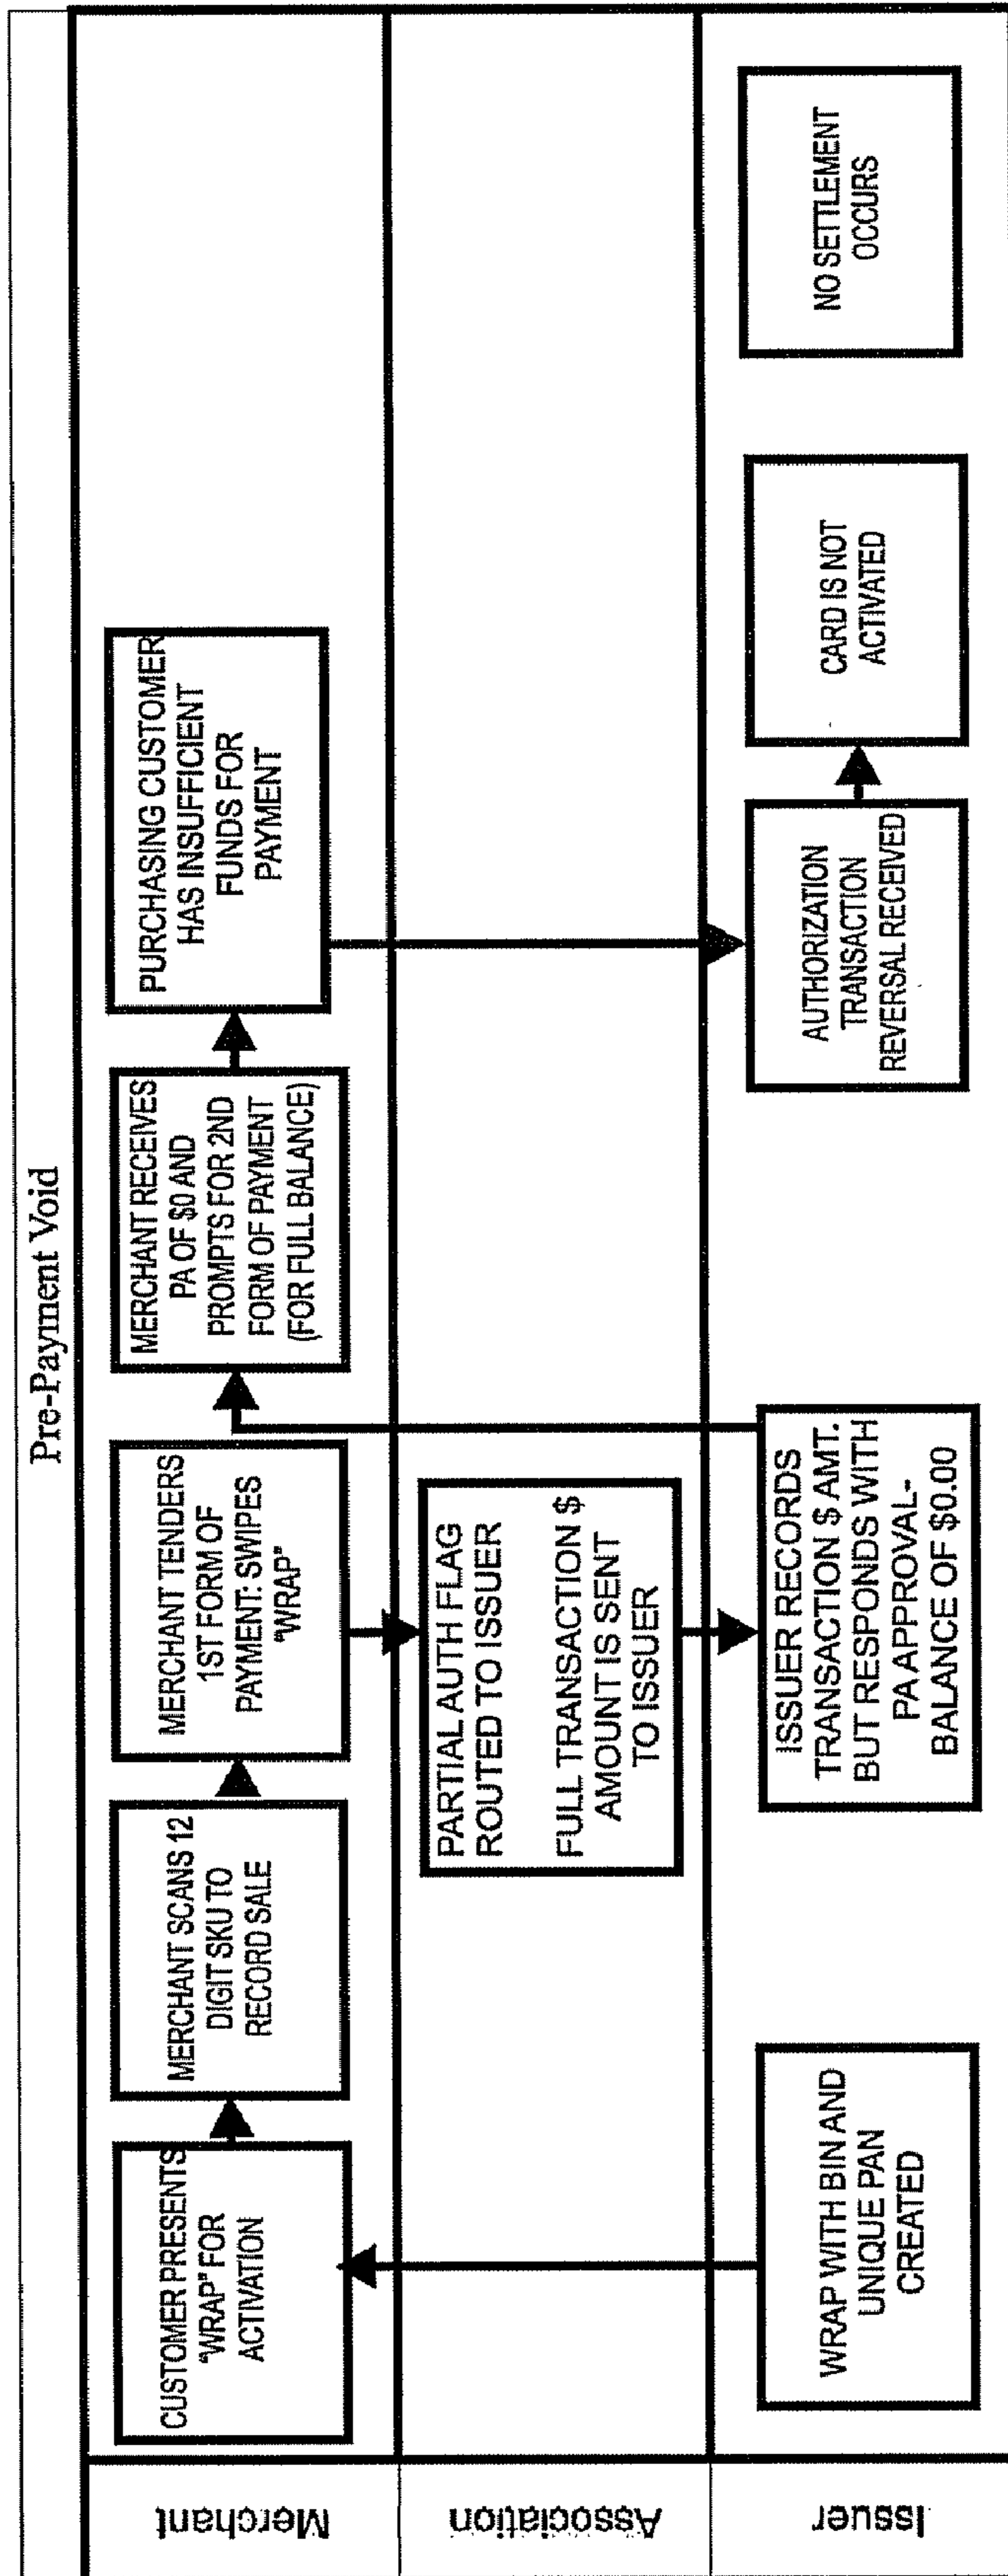 Pre-Payment Void
Merchant
CUSTOMER PRESENTS
"WRAP" FOR
ACTIVATION
MERCHANT SCANS 12
DIGIT SKU TO
RECORD SALE
MERCHANT TENDERS
1ST FORM OF
PAYMENT: SWIPES
"WRAP"
MERCHANT RECEIVES
PA OF $0 AND
PROMPTS FOR 2ND
FORM OF PAYMENT
(FOR FULL BALANCE)
PURCHASING CUSTOMER
HAS INSUFFICIENT
FUNDS FOR
PAYMENT
Association
PARTIAL AUTH FLAG
ROUTED TO ISSUER
FULL TRANSACTION $
AMOUNT IS SENT
TO ISSUER
Issuer
WRAP WITH BIN AND
UNIQUE PAN
CREATED
ISSUER RECORDS
TRANSACTION $ AMT.
BUT RESPONDS WITH
PA APPROVAL-
BALANCE OF $0.00
AUTHORIZATION
TRANSACTION
REVERSAL RECEIVED
CARD IS NOT
ACTIVATED
NO SETTLEMENT
OCCURS